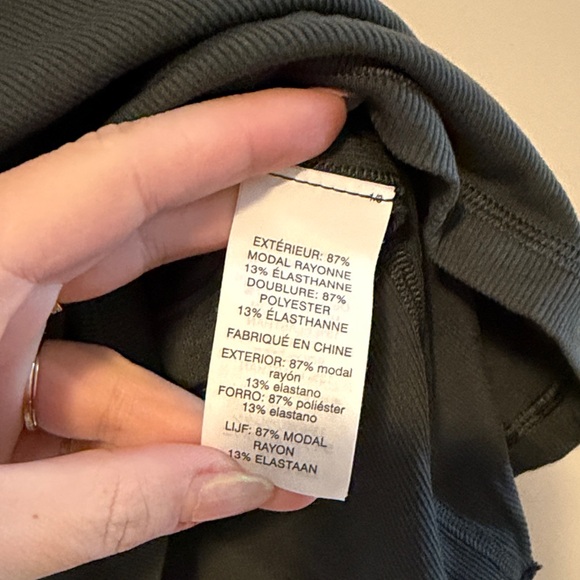 EXTÉRIEUR: 87%
MODAL RAYONNE
13% ÉLASTHANNE
DOUBLURE: 87%
POLYESTER
13% ÉLASTHANNE
FABRIQUÉ EN CHINE
EXTERIOR: 87% modal
rayón
13% elastano
FORRO: 87% poliéster
13% elastano
LIJF: 87% MODAL
RAYON
13% ELASTAAN